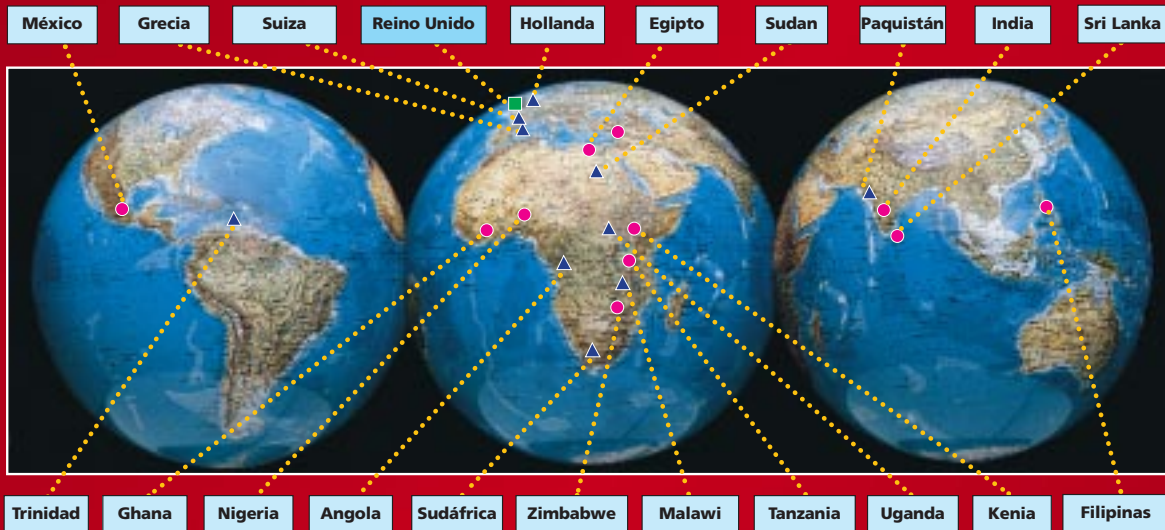 México Grecia Suiza Reino Unido Hollanda Egipto Sudan Paquistán India Sri Lanka
Trinidad Ghana Nigeria Angola Sudáfrica Zimbabwe Malawi Tanzania Uganda Kenia Filipinas